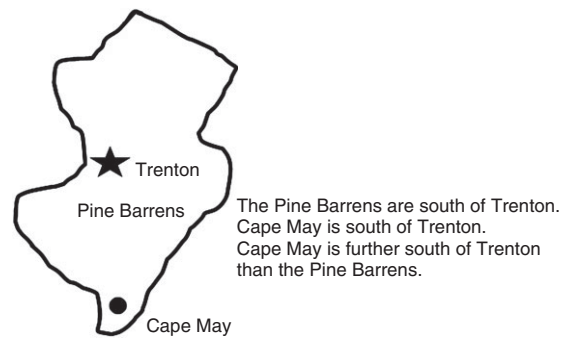 Trenton
Pine Barrens
The Pine Barrens are south of Trenton.
Cape May is south of Trenton.
Cape May is further south of Trenton
than the Pine Barrens.
Cape May